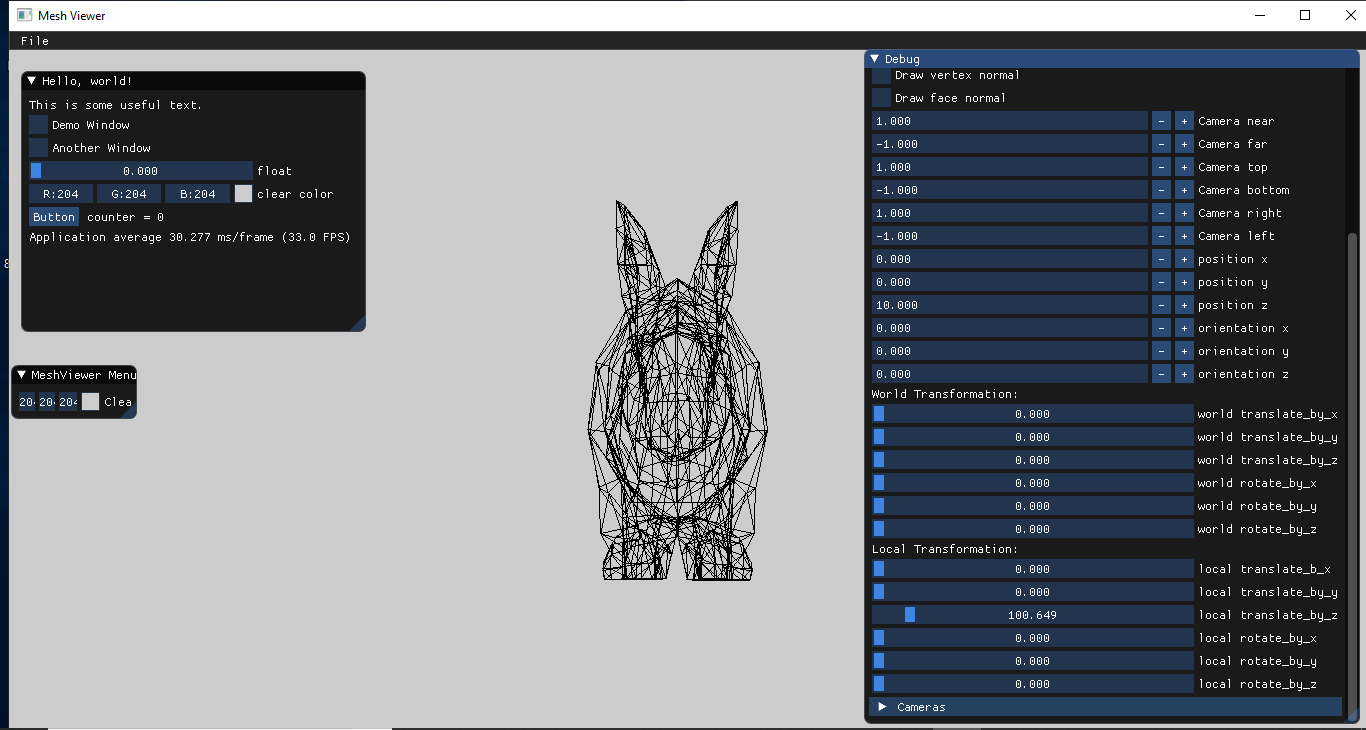 Mesh Viewer
File
Hello, world!
This is some useful text.
Demo Window
Another Window
0.000 float
R:204 G:204 B:204 clear color
Button counter = 0
Application average 30.277 ms/frame (33.0 FPS)
MeshViewer Menu
204 Clea
Debug
Draw vertex normal
Draw face normal
1.000 - + Camera near
-1.000 - + Camera far
1.000 - + Camera top
-1.000 - + Camera bottom
1.000 - + Camera right
-1.000 - + Camera left
0.000 - + position x
0.000 - + position y
10.000 - + position z
0.000 - + orientation x
0.000 - + orientation y
0.000 - + orientation z
World Transformation:
0.000 world translate_by_x
0.000 world translate_by_y
0.000 world translate_by_z
0.000 world rotate_by_x
0.000 world rotate_by_y
0.000 world rotate_by_z
Local Transformation:
0.000 local translate_b_x
0.000 local translate_by_y
100.649 local translate_by_z
0.000 local rotate_by_x
0.000 local rotate_by_y
0.000 local rotate_by_z
Cameras